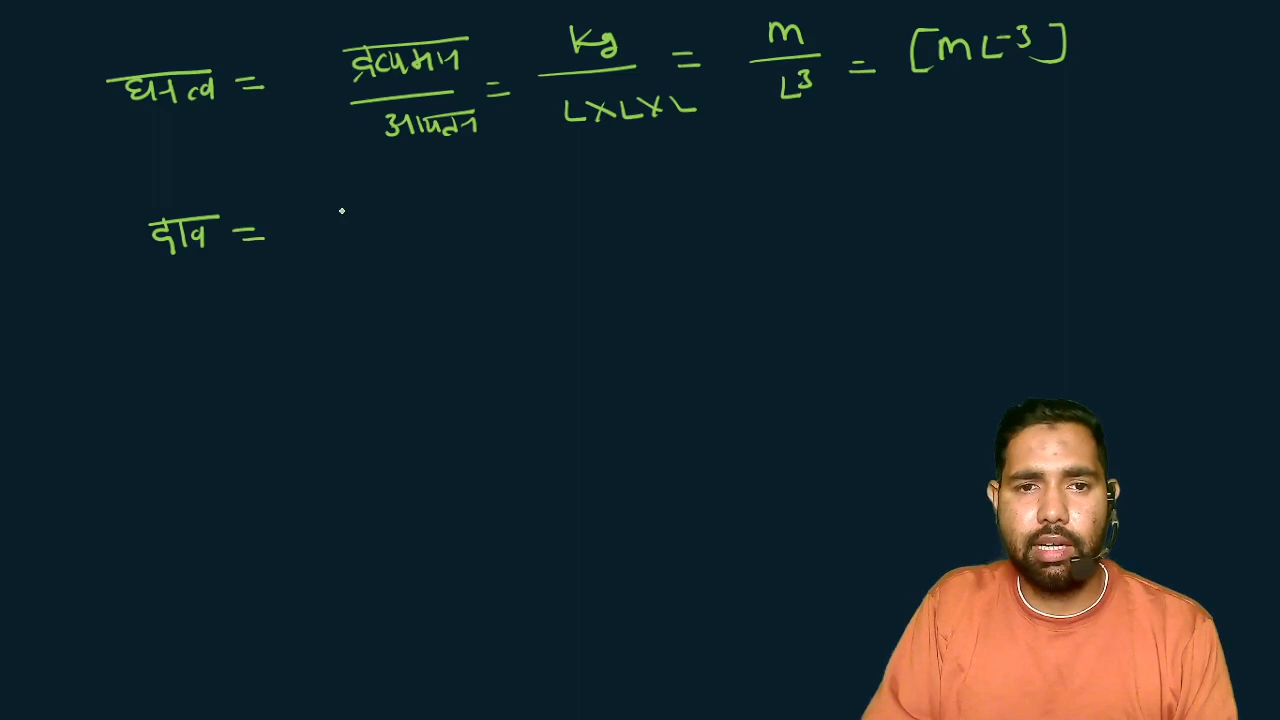 घनत्व = द्रव्यमान / आयतन = kg / L×L×L = m / L³ = [mL⁻³]
दाब =